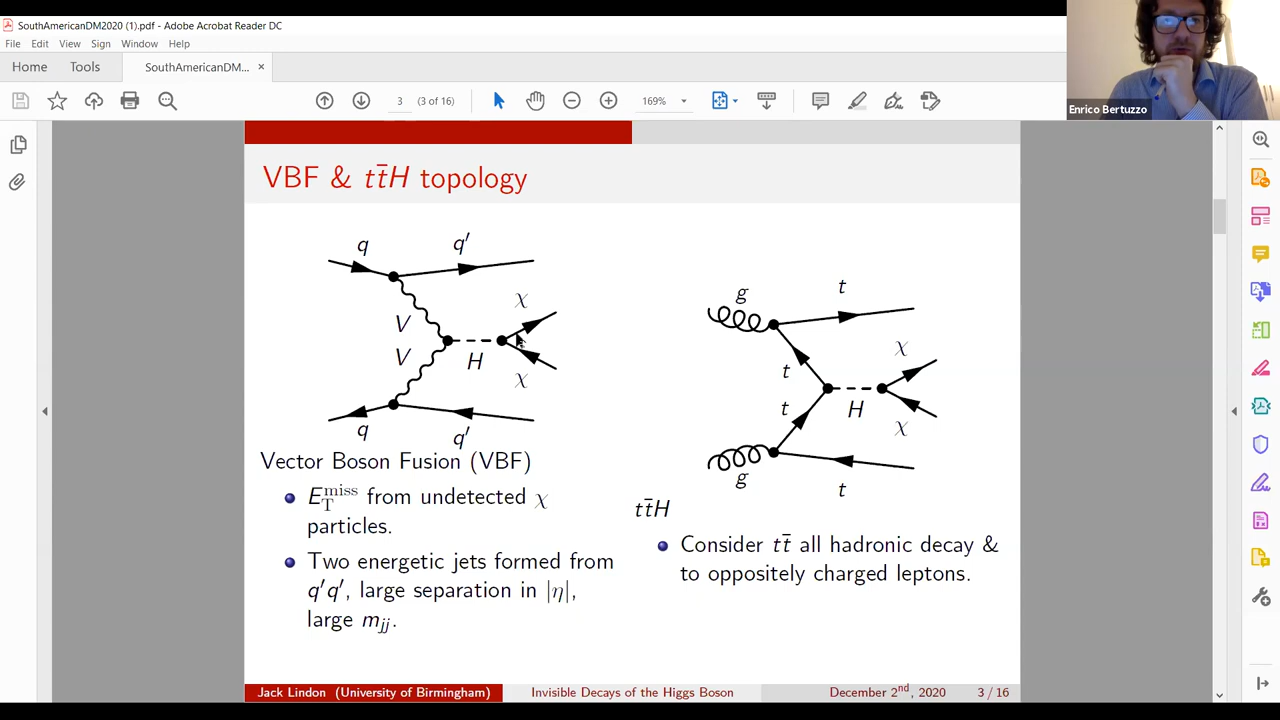 SouthAmericanDM2020 (1).pdf - Adobe Acrobat Reader DC
File Edit View Sign Window Help
Home Tools SouthAmericanDM... ×
3 (3 of 16) 169%
Enrico Bertuzzo
VBF & tt̄H topology
q q′
χ
V
V
H
χ
q q′
g t
χ
t
t
H
χ
g t
Vector Boson Fusion (VBF)
E_T^miss from undetected χ
particles.
Two energetic jets formed from
q′q′, large separation in |η|,
large m_jj.
tt̄H
Consider tt̄ all hadronic decay &
to oppositely charged leptons.
Jack Lindon (University of Birmingham) Invisible Decays of the Higgs Boson December 2nd, 2020 3 / 16